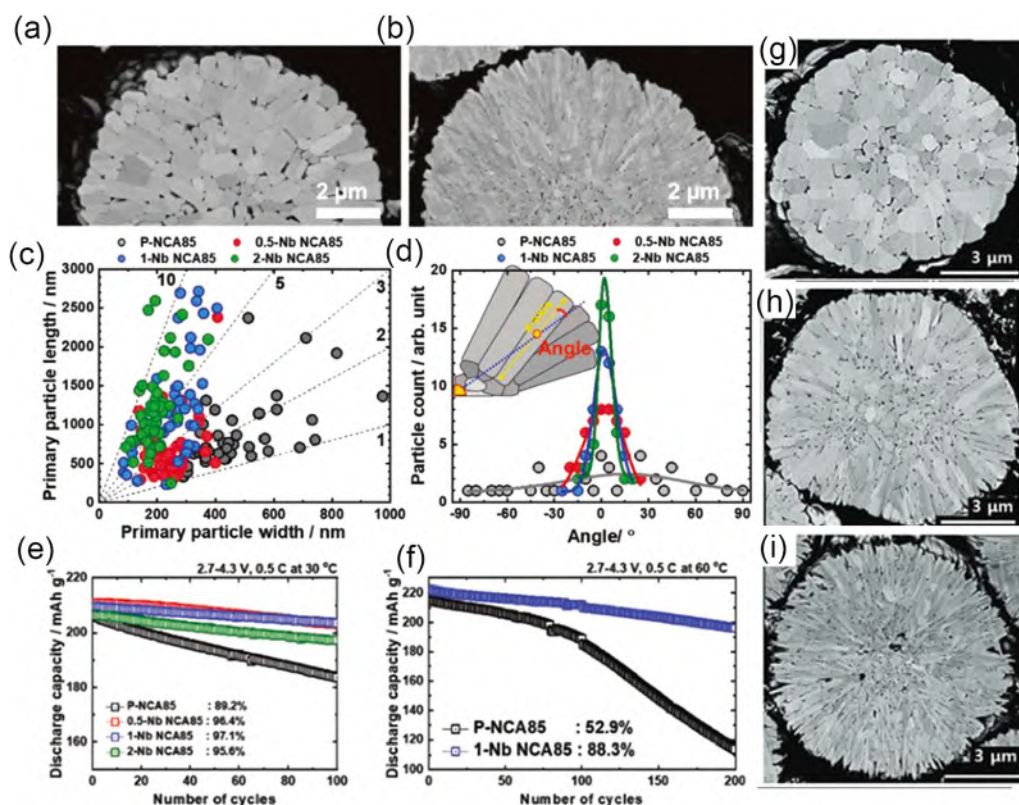 (a)
(b)
(g)
2 μm
2 μm
3 μm
P-NCA85
0.5-Nb NCA85
1-Nb NCA85
2-Nb NCA85
P-NCA85
0.5-Nb NCA85
1-Nb NCA85
2-Nb NCA85
(c)
(d)
(h)
Primary particle length / nm
3000
2500
2000
1500
1000
500
0
10
5
3
2
1
0
200
400
600
800
1000
Primary particle width / nm
Particle count / arb. unit
20
15
10
5
0
Angle
-90
-60
-30
0
30
60
90
Angle/ °
(e)
(f)
(i)
2.7-4.3 V, 0.5 C at 30 °C
Discharge capacity / mAh g⁻¹
220
200
180
160
P-NCA85 : 89.2%
0.5-Nb NCA85 : 96.4%
1-Nb NCA85 : 97.1%
2-Nb NCA85 : 95.6%
0
20
40
60
80
100
Number of cycles
2.7-4.3 V, 0.5 C at 60 °C
Discharge capacity / mAh g⁻¹
220
200
180
160
140
120
100
P-NCA85 : 52.9%
1-Nb NCA85 : 88.3%
0
50
100
150
200
Number of cycles
3 μm